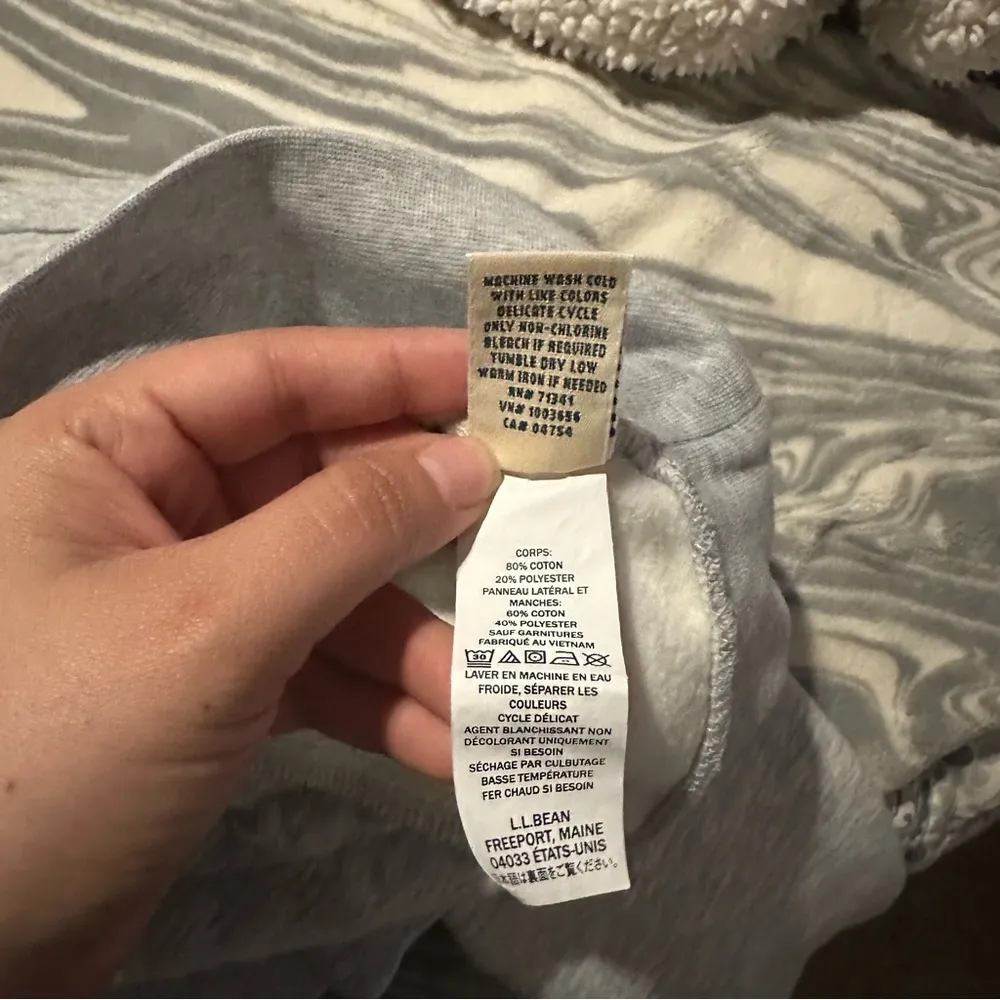 MACHINE WASH COLD
WITH LIKE COLORS
DELICATE CYCLE
ONLY NON-CHLORINE
BLEACH IF REQUIRED
TUMBLE DRY LOW
WARM IRON IF NEEDED
RN# 71341
VN# 1003656
CA# 04754
CORPS:
80% COTON
20% POLYESTER
PANNEAU LATÉRAL ET
MANCHES:
60% COTON
40% POLYESTER
SAUF GARNITURES
FABRIQUÉ AU VIETNAM
30
LAVER EN MACHINE EN EAU
FROIDE, SÉPARER LES
COULEURS
CYCLE DÉLICAT
AGENT BLANCHISSANT NON
DÉCOLORANT UNIQUEMENT
SI BESOIN
SÉCHAGE PAR CULBUTAGE
BASSE TEMPÉRATURE
FER CHAUD SI BESOIN
L.L.BEAN
FREEPORT, MAINE
04033 ÉTATS-UNIS
日本語は裏面をご覧ください。